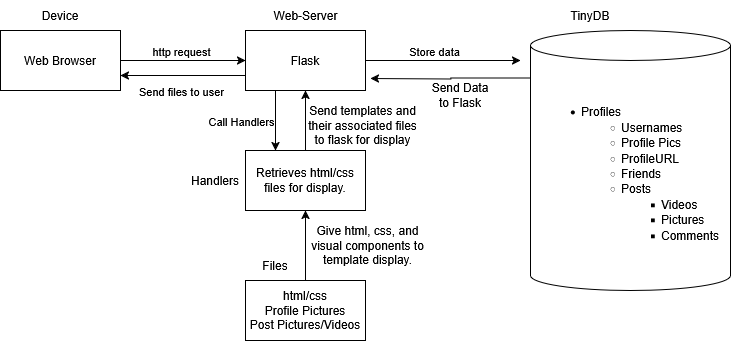 Device
Web-Server
TinyDB
Web Browser
http request
Send files to user
Flask
Store data
Send Data
to Flask
Call Handlers
Send templates and
their associated files
to flask for display
Handlers
Retrieves html/css
files for display.
Give html, css, and
visual components to
template display.
Files
html/css
Profile Pictures
Post Pictures/Videos
Profiles
Usernames
Profile Pics
ProfileURL
Friends
Posts
Videos
Pictures
Comments